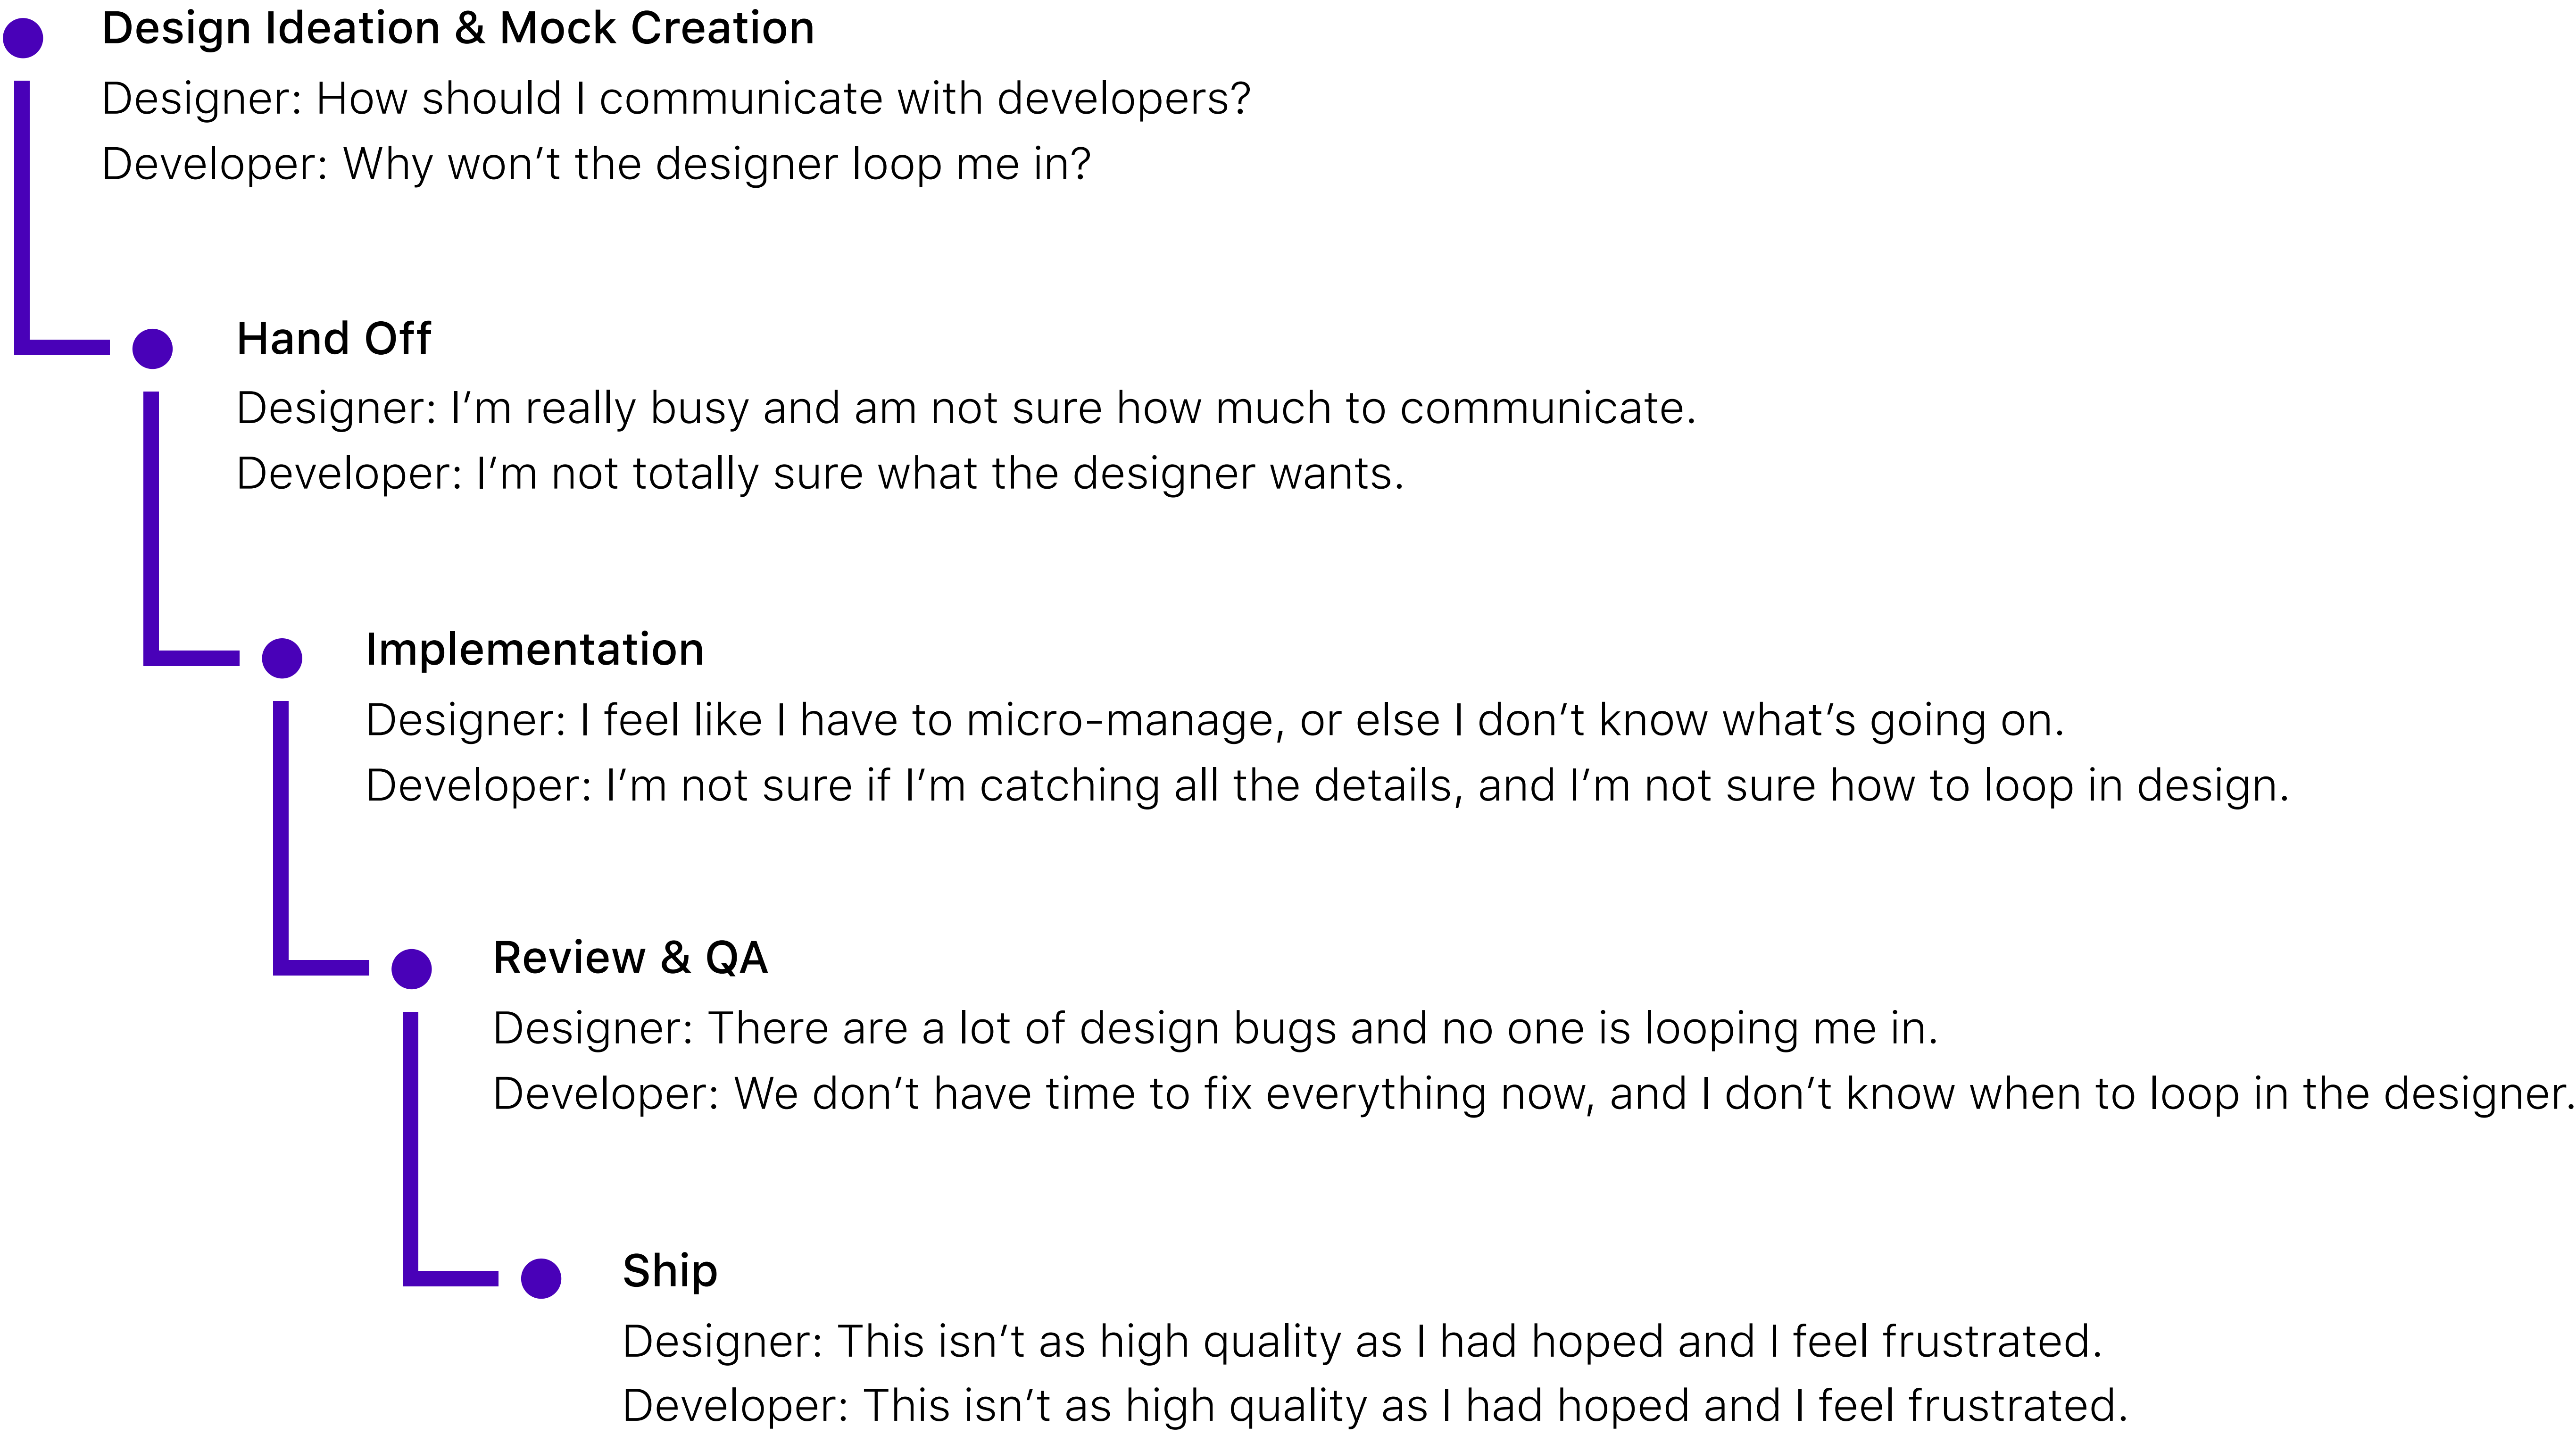 Design Ideation & Mock Creation
Designer: How should I communicate with developers?
Developer: Why won’t the designer loop me in?
Hand Off
Designer: I’m really busy and am not sure how much to communicate.
Developer: I’m not totally sure what the designer wants.
Implementation
Designer: I feel like I have to micro-manage, or else I don’t know what’s going on.
Developer: I’m not sure if I’m catching all the details, and I’m not sure how to loop in design.
Review & QA
Designer: There are a lot of design bugs and no one is looping me in.
Developer: We don’t have time to fix everything now, and I don’t know when to loop in the designer.
Ship
Designer: This isn’t as high quality as I had hoped and I feel frustrated.
Developer: This isn’t as high quality as I had hoped and I feel frustrated.